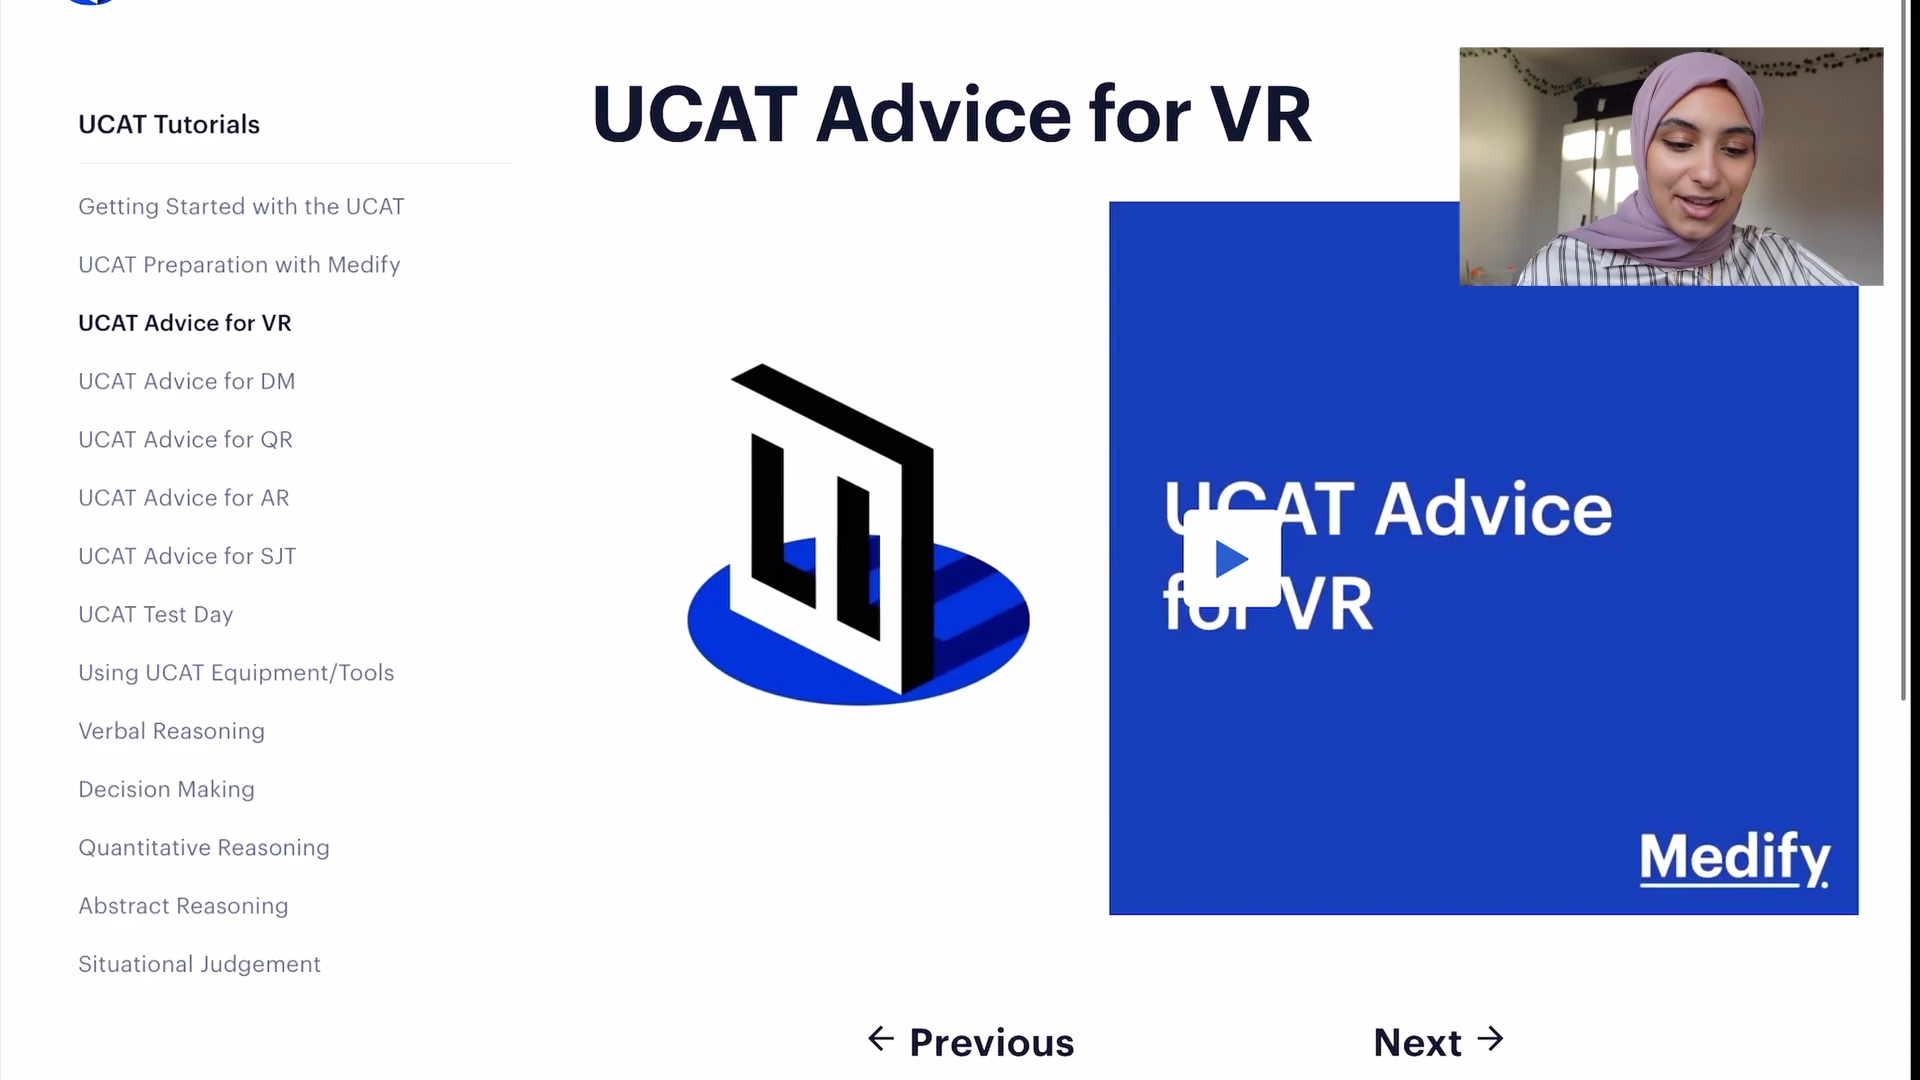 UCAT Tutorials
Getting Started with the UCAT
UCAT Preparation with Medify
UCAT Advice for VR
UCAT Advice for DM
UCAT Advice for QR
UCAT Advice for AR
UCAT Advice for SJT
UCAT Test Day
Using UCAT Equipment/Tools
Verbal Reasoning
Decision Making
Quantitative Reasoning
Abstract Reasoning
Situational Judgement
UCAT Advice for VR
UCAT Advice
for VR
Medify
← Previous
Next →